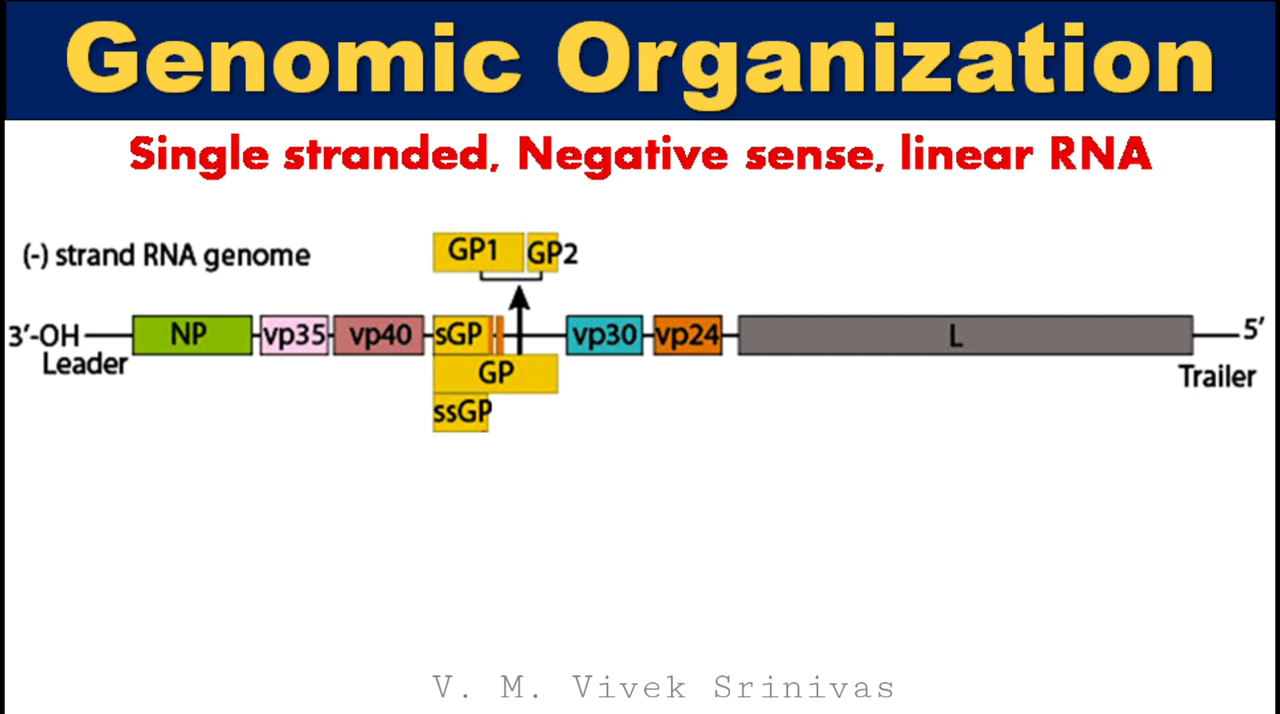 Genomic Organization
Single stranded, Negative sense, linear RNA
(-) strand RNA genome
GP1 GP2
3’-OH NP vp35 vp40 sGP vp30 vp24 L 5’
Leader
GP
Trailer
ssGP
V. M. Vivek Srinivas